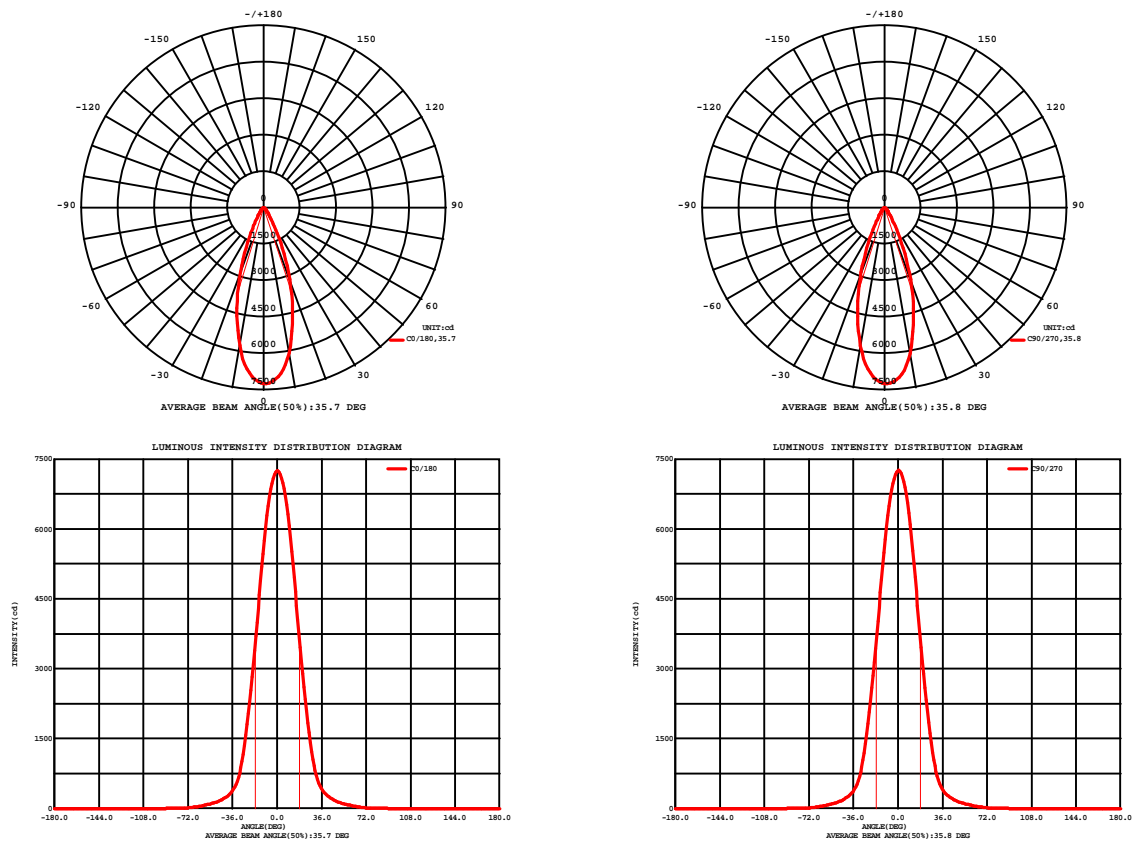 -/+180
-150
150
-120
120
-90
90
0
1500
3000
4500
6000
7500
-60
60
-30
30
0
UNIT:cd
C0/180,35.7
AVERAGE BEAM ANGLE(50%):35.7 DEG
-/+180
-150
150
-120
120
-90
90
0
1500
3000
4500
6000
7500
-60
60
-30
30
0
UNIT:cd
C90/270,35.8
AVERAGE BEAM ANGLE(50%):35.8 DEG
LUMINOUS INTENSITY DISTRIBUTION DIAGRAM
C0/180
7500
6000
4500
3000
1500
0
INTENSITY(cd)
-180.0 -144.0 -108.0 -72.0 -36.0 0.0 36.0 72.0 108.0 144.0 180.0
ANGLE(DEG)
AVERAGE BEAM ANGLE(50%):35.7 DEG
LUMINOUS INTENSITY DISTRIBUTION DIAGRAM
C90/270
7500
6000
4500
3000
1500
0
INTENSITY(cd)
-180.0 -144.0 -108.0 -72.0 -36.0 0.0 36.0 72.0 108.0 144.0 180.0
ANGLE(DEG)
AVERAGE BEAM ANGLE(50%):35.8 DEG